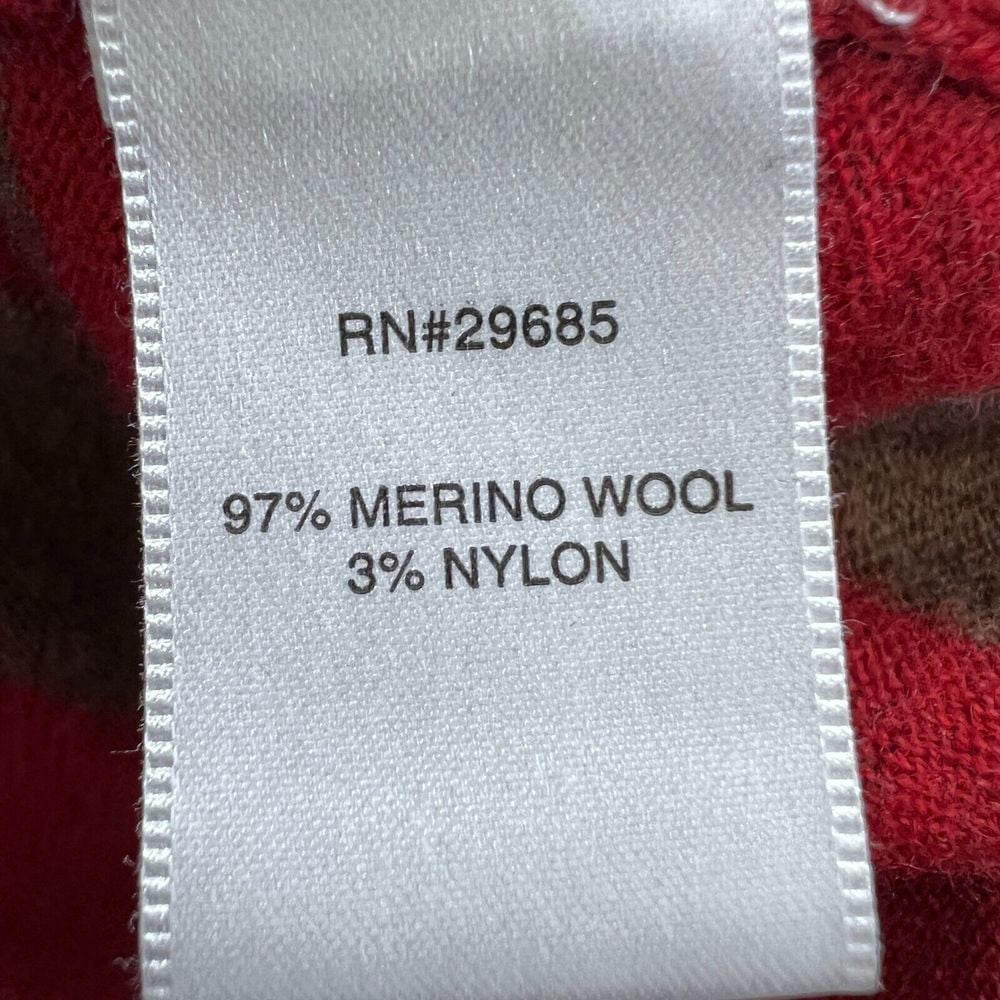 RN#29685
97% MERINO WOOL
3% NYLON